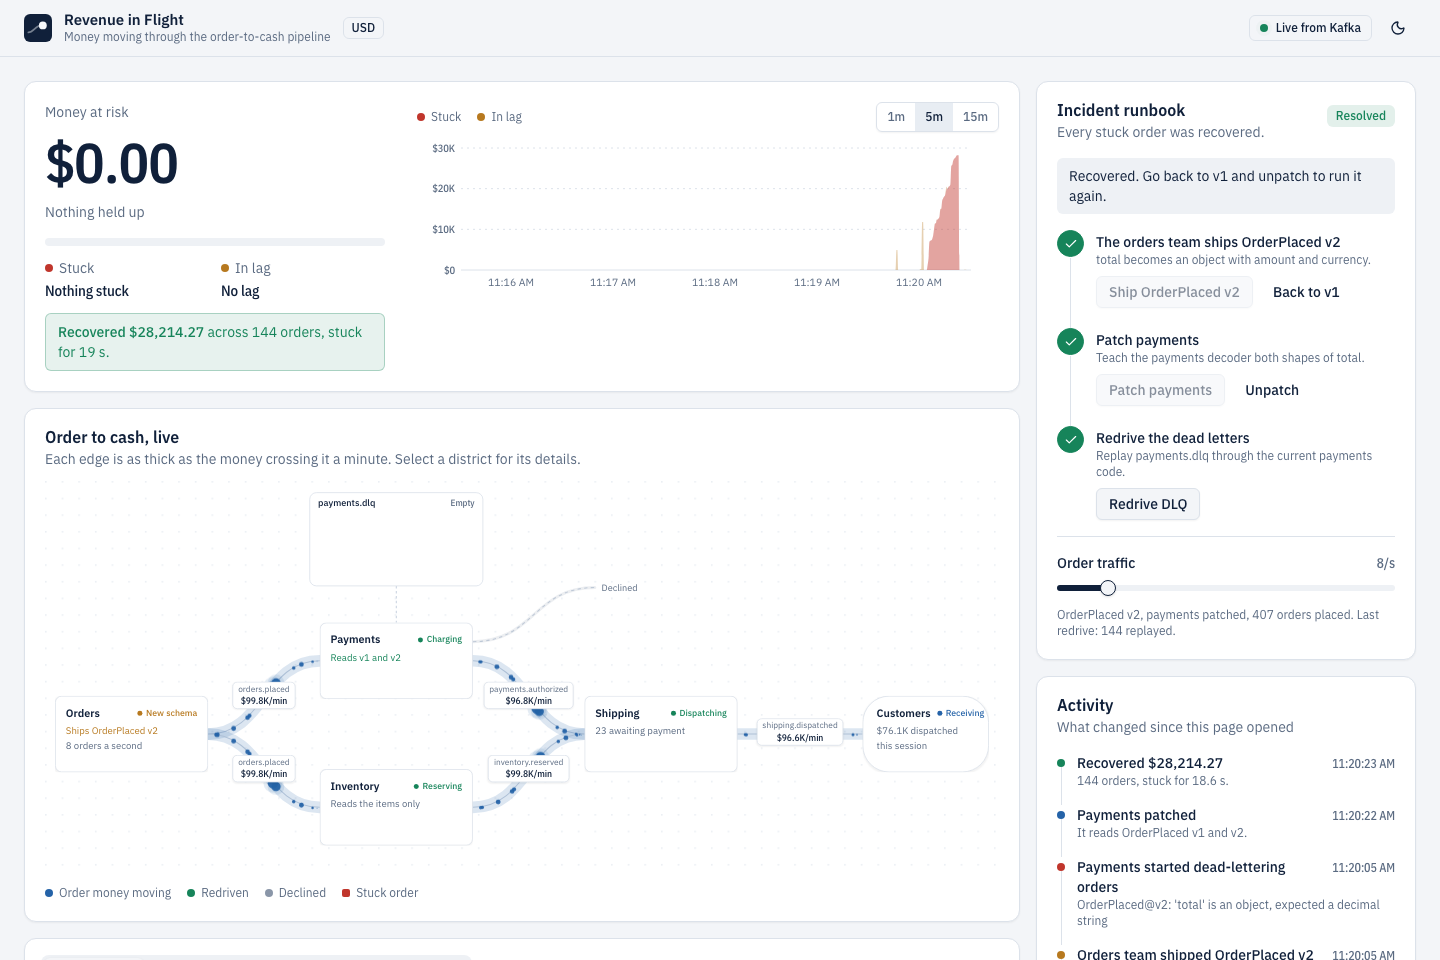 Revenue in Flight
Money moving through the order-to-cash pipeline
USD
Live from Kafka
Money at risk
$0.00
Nothing held up
Stuck
Nothing stuck
In lag
No lag
Recovered $28,214.27 across 144 orders, stuck
for 19 s.
Stuck
In lag
1m
5m
15m
$30K
$20K
$10K
$0
11:16 AM
11:17 AM
11:18 AM
11:19 AM
11:20 AM
Order to cash, live
Each edge is as thick as the money crossing it a minute. Select a district for its details.
payments.dlq
Empty
Declined
Payments
Charging
Reads v1 and v2
orders.placed
$99.8K/min
payments.authorized
$96.8K/min
Orders
New schema
Ships OrderPlaced v2
8 orders a second
Shipping
Dispatching
23 awaiting payment
shipping.dispatched
$96.6K/min
Customers
Receiving
$76.1K dispatched
this session
orders.placed
$99.8K/min
inventory.reserved
$99.8K/min
Inventory
Reserving
Reads the items only
Order money moving
Redriven
Declined
Stuck order
Incident runbook
Every stuck order was recovered.
Resolved
Recovered. Go back to v1 and unpatch to run it
again.
The orders team ships OrderPlaced v2
total becomes an object with amount and currency.
Ship OrderPlaced v2
Back to v1
Patch payments
Teach the payments decoder both shapes of total.
Patch payments
Unpatch
Redrive the dead letters
Replay payments.dlq through the current payments
code.
Redrive DLQ
Order traffic
8/s
OrderPlaced v2, payments patched, 407 orders placed. Last
redrive: 144 replayed.
Activity
What changed since this page opened
Recovered $28,214.27
11:20:23 AM
144 orders, stuck for 18.6 s.
Payments patched
11:20:22 AM
It reads OrderPlaced v1 and v2.
Payments started dead-lettering
orders
11:20:05 AM
OrderPlaced@v2: 'total' is an object, expected a decimal
string
Orders team shipped OrderPlaced v2
11:20:05 AM